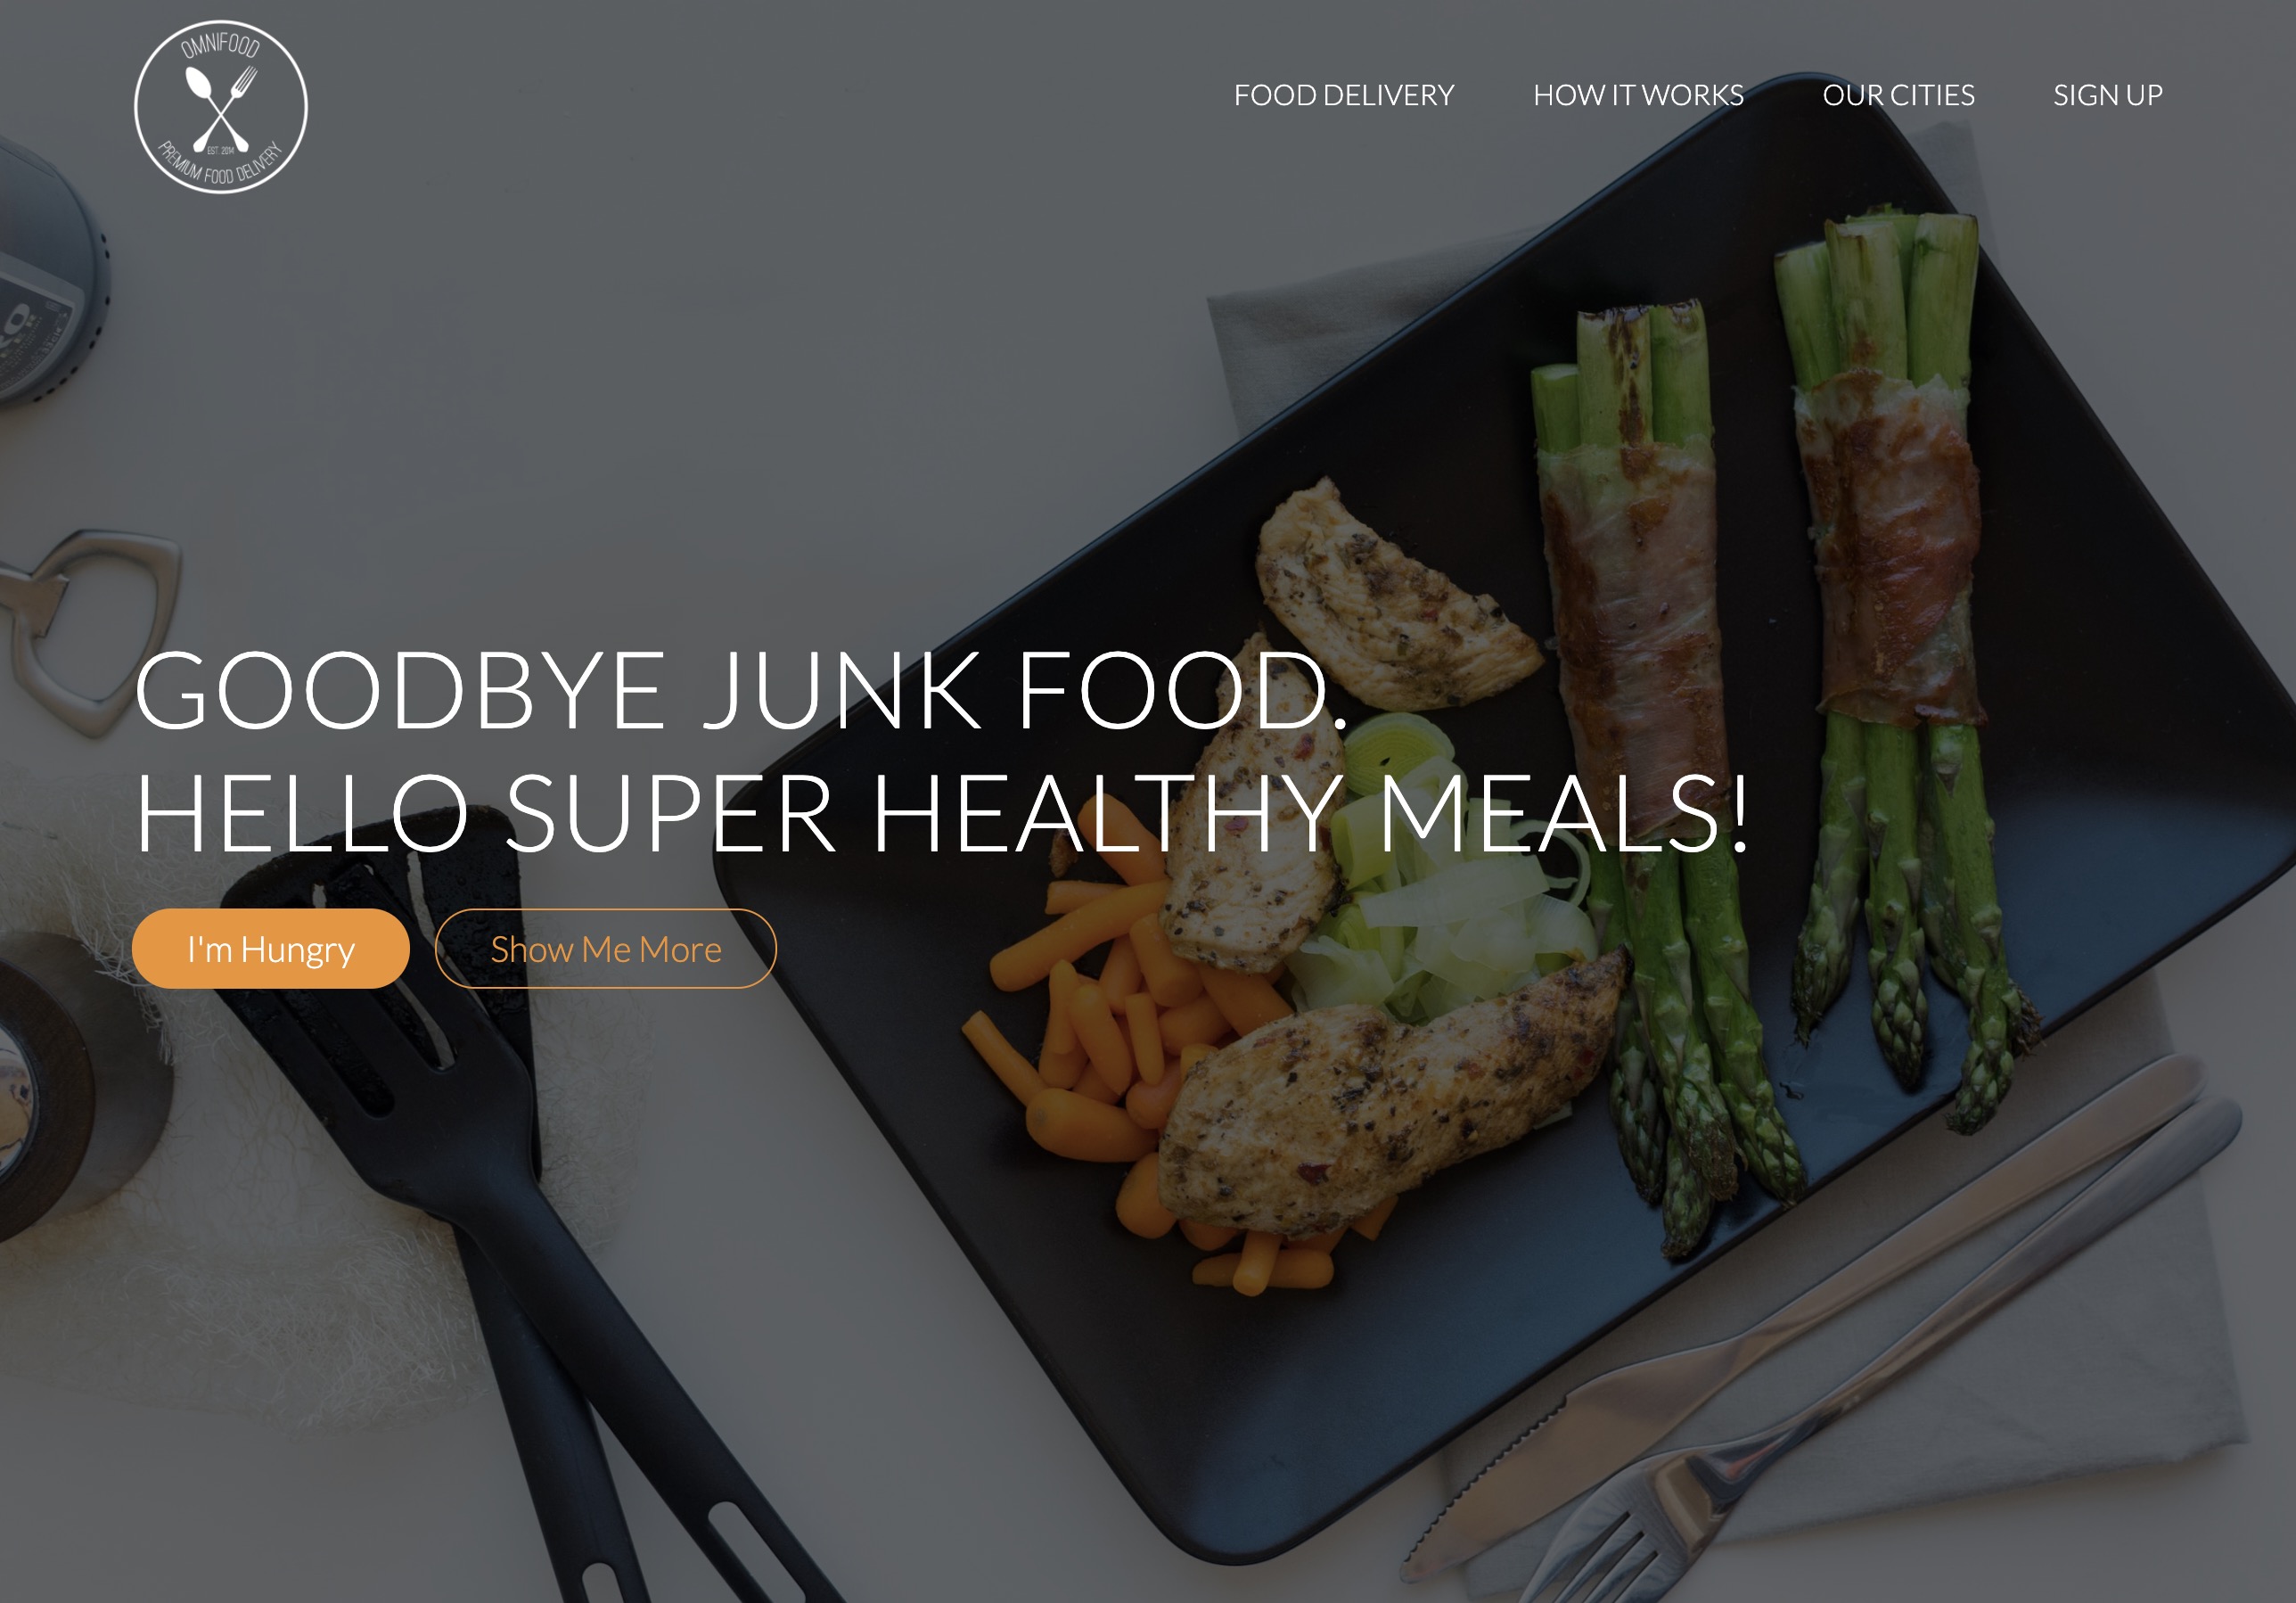 OMNIFOOD
EST. 2014
PREMIUM FOOD DELIVERY
FOOD DELIVERY
HOW IT WORKS
OUR CITIES
SIGN UP
GOODBYE JUNK FOOD.
HELLO SUPER HEALTHY MEALS!
I'm Hungry
Show Me More